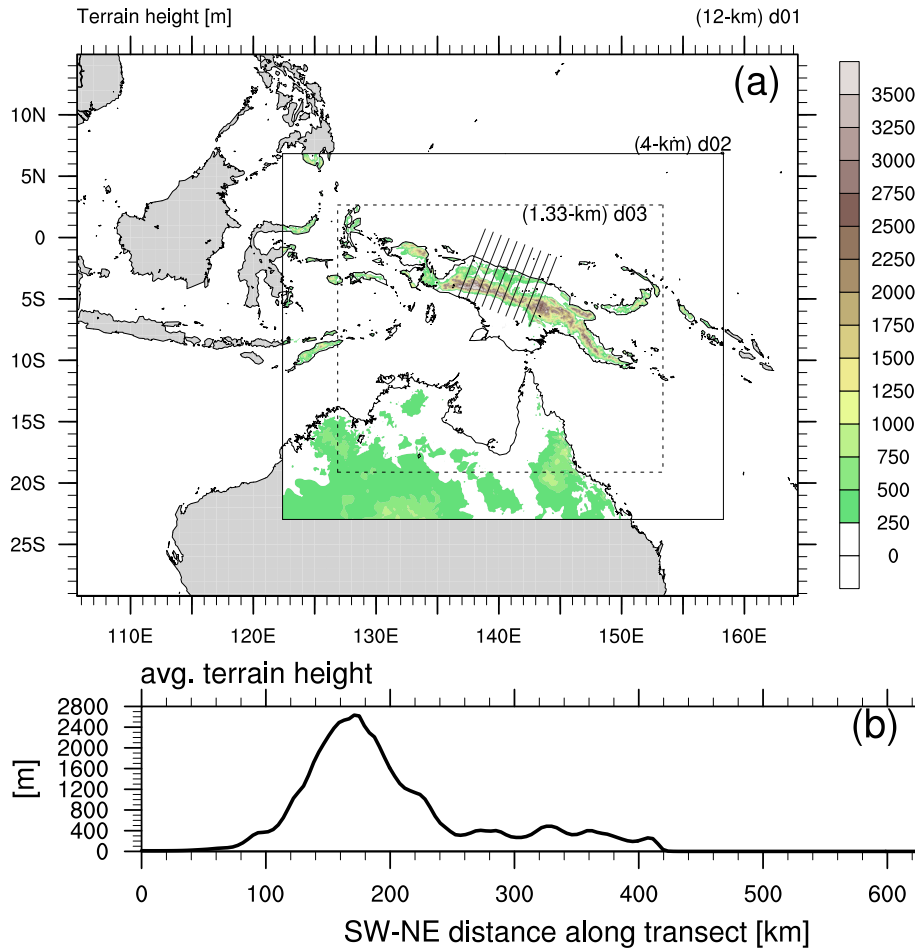 Terrain height [m]
(12-km) d01
(a)
(4-km) d02
(1.33-km) d03
10N
5N
0
5S
10S
15S
20S
25S
110E
120E
130E
140E
150E
160E
3500
3250
3000
2750
2500
2250
2000
1750
1500
1250
1000
750
500
250
0
avg. terrain height
(b)
[m]
2800
2400
2000
1600
1200
800
400
0
0
100
200
300
400
500
600
SW-NE distance along transect [km]